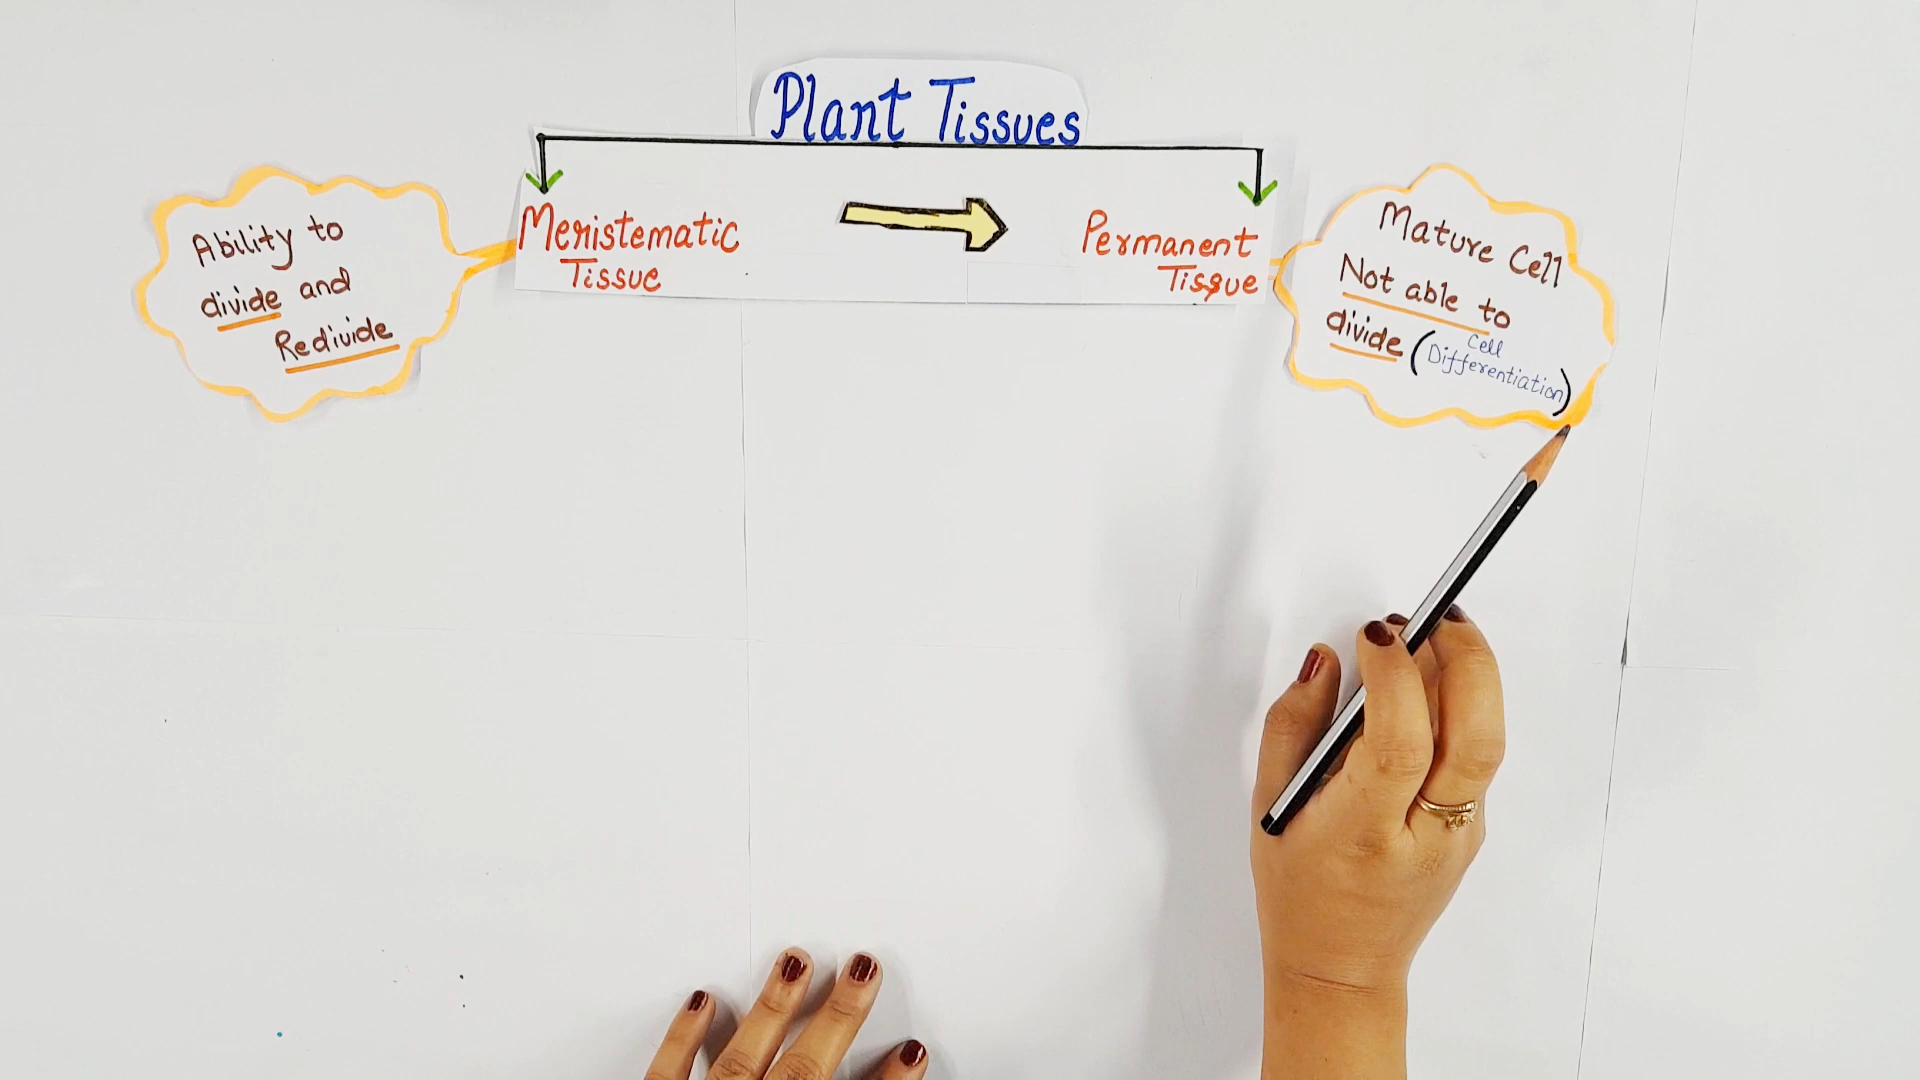 Plant Tissues
Ability to
divide and
Redivide
Meristematic
Tissue
Permanent
Tissue
Mature Cell
Not able to
divide (Cell
Differentiation)